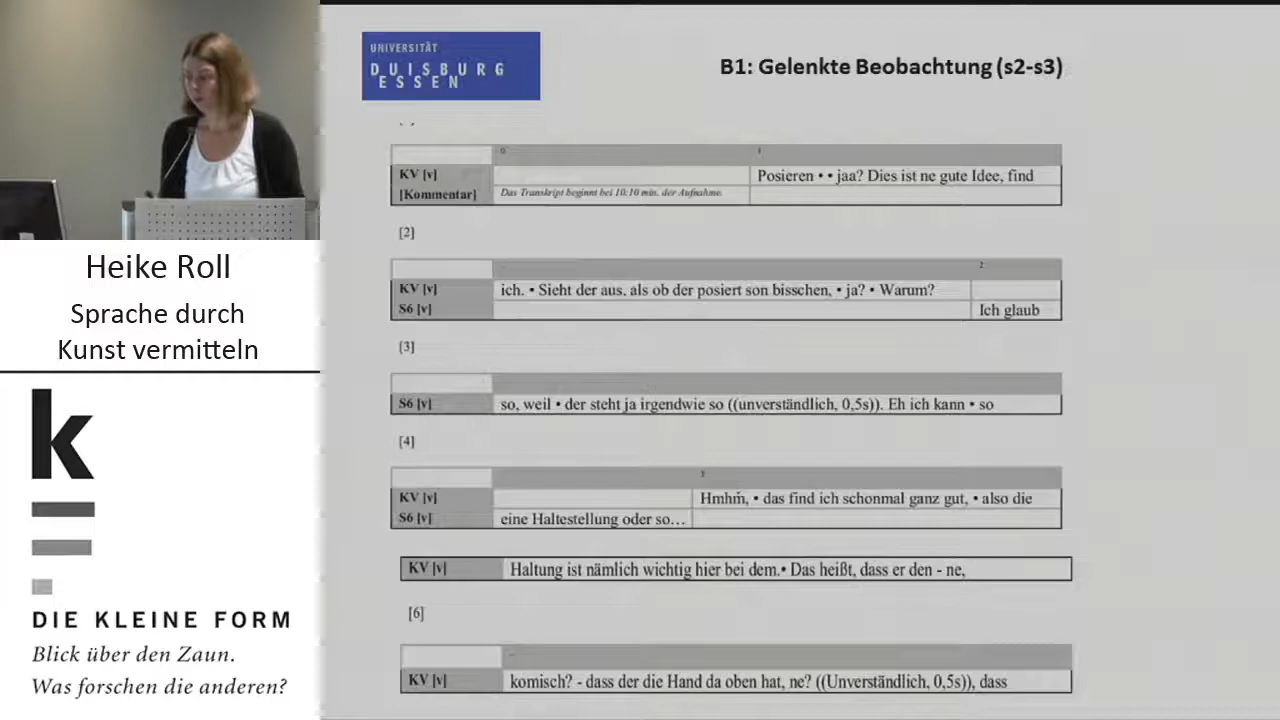 UNIVERSITÄT
DUISBURG
ESSEN
B1: Gelenkte Beobachtung (s2-s3)
0
1
KV [v]
Posieren • • jaa? Dies ist ne gute Idee, find
[Kommentar]
Das Transkript beginnt bei 10:10 min. der Aufnahme.
[2]
2
KV [v]
ich. • Sieht der aus, als ob der posiert son bisschen, • ja? • Warum?
S6 [v]
Ich glaub
[3]
S6 [v]
so, weil • der steht ja irgendwie so ((unverständlich, 0,5s)). Eh ich kann • so
[4]
3
KV [v]
Hmhm̌, • das find ich schonmal ganz gut, • also die
S6 [v]
eine Haltestellung oder so…
KV [v]
Haltung ist nämlich wichtig hier bei dem.• Das heißt, dass er den - ne,
[6]
KV [v]
komisch? - dass der die Hand da oben hat, ne? ((Unverständlich, 0,5s)), dass
Heike Roll
Sprache durch
Kunst vermitteln
k
DIE KLEINE FORM
Blick über den Zaun.
Was forschen die anderen?